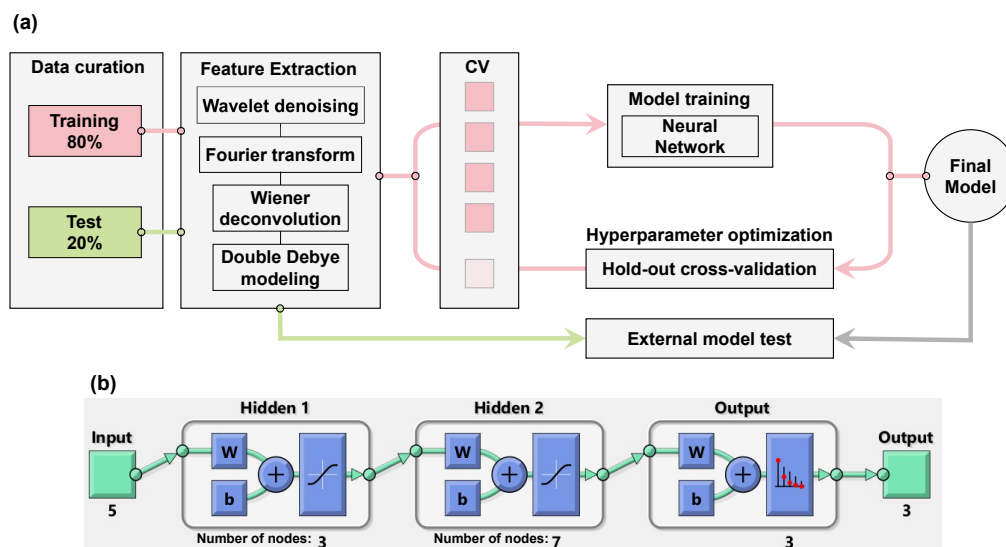 (a)
Data curation
Training
80%
Test
20%
Feature Extraction
Wavelet denoising
Fourier transform
Wiener
deconvolution
Double Debye
modeling
CV
Model training
Neural
Network
Hyperparameter optimization
Hold-out cross-validation
External model test
Final
Model
(b)
Input
5
Hidden 1
W
b
Number of nodes: 3
Hidden 2
W
b
Number of nodes: 7
Output
W
b
3
Output
3